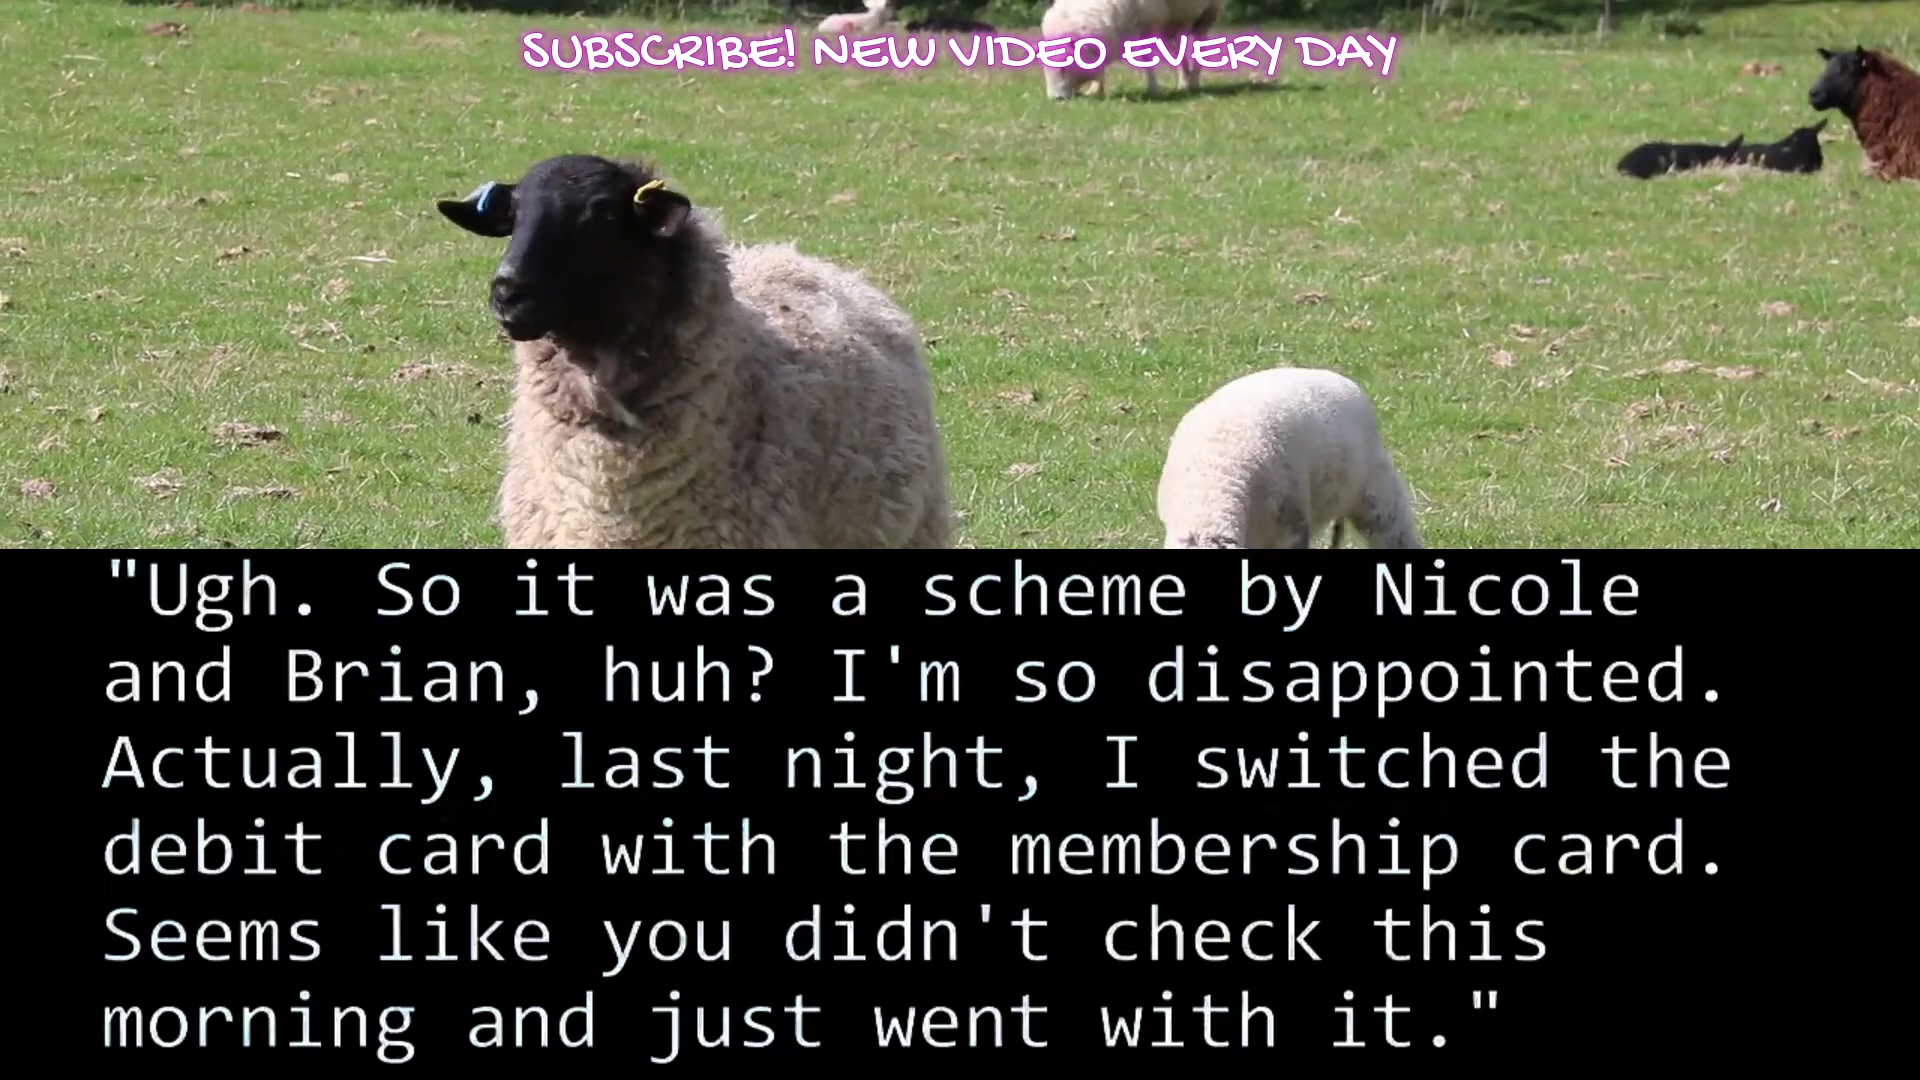 SUBSCRIBE! NEW VIDEO EVERY DAY
"Ugh. So it was a scheme by Nicole
and Brian, huh? I'm so disappointed.
Actually, last night, I switched the
debit card with the membership card.
Seems like you didn't check this
morning and just went with it."